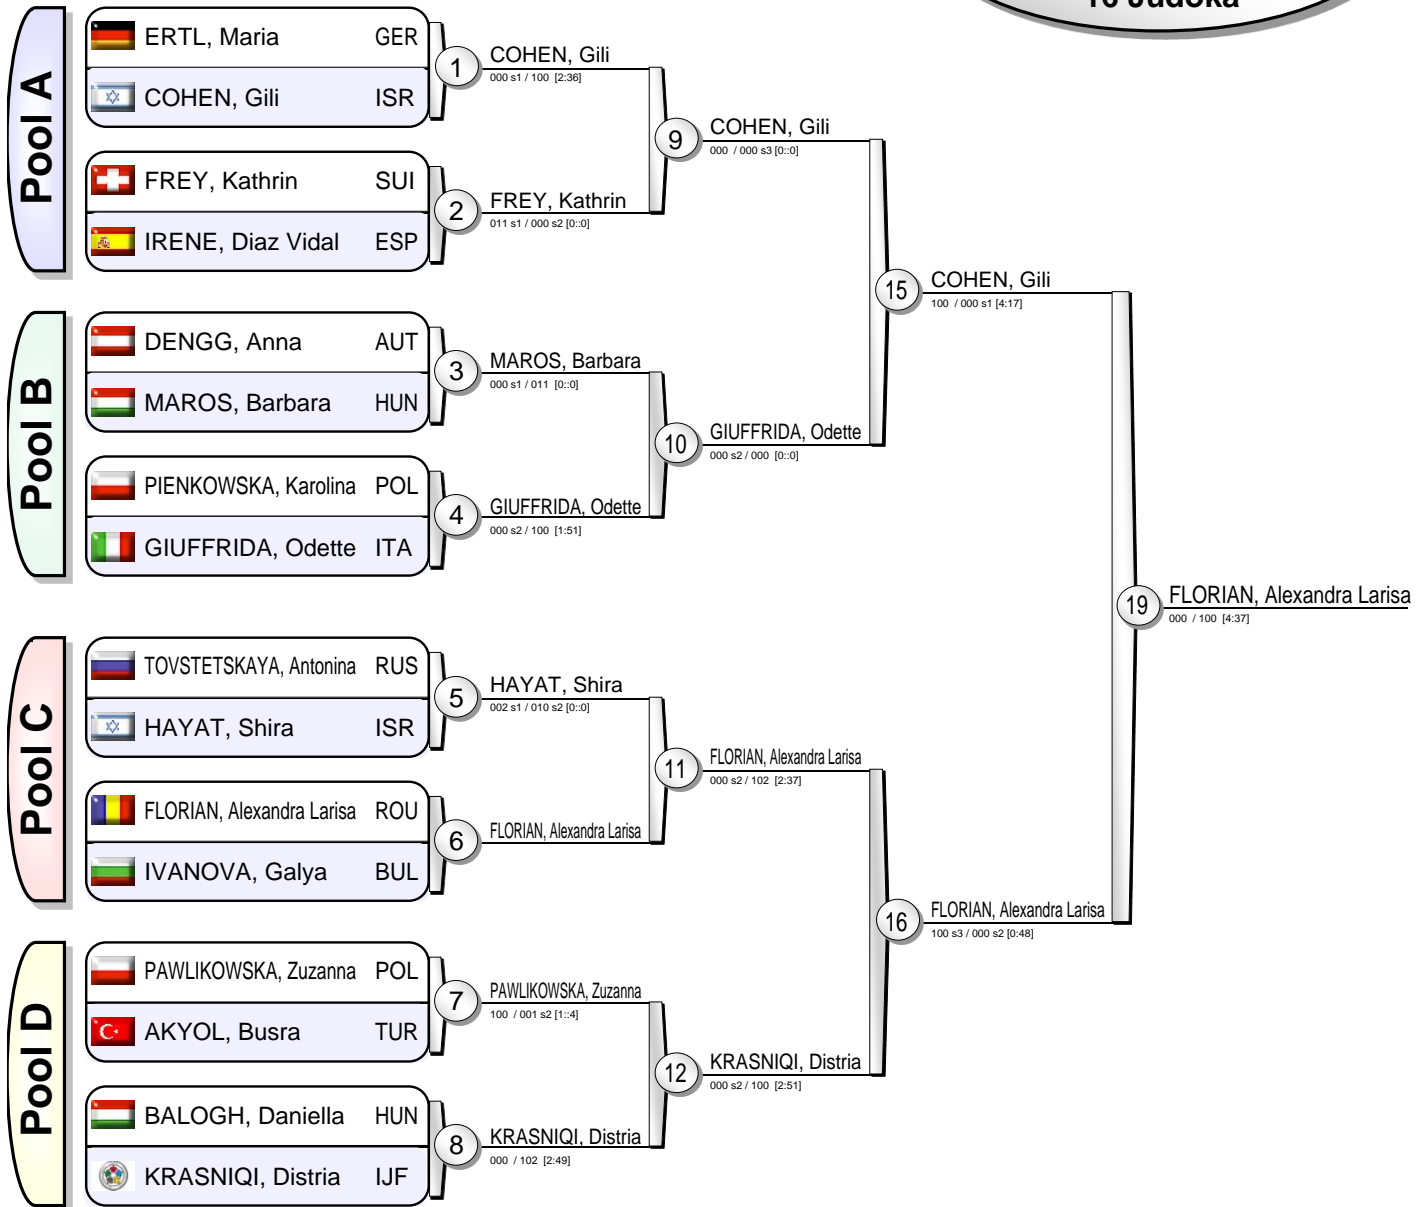 16 Judoka
Pool A
ERTL, Maria GER
COHEN, Gili ISR
FREY, Kathrin SUI
IRENE, Diaz Vidal ESP
1
COHEN, Gili
000 s1 / 100 [2:36]
2
FREY, Kathrin
011 s1 / 000 s2 [0::0]
9
COHEN, Gili
000 / 000 s3 [0::0]
Pool B
DENGG, Anna AUT
MAROS, Barbara HUN
PIENKOWSKA, Karolina POL
GIUFFRIDA, Odette ITA
3
MAROS, Barbara
000 s1 / 011 [0::0]
4
GIUFFRIDA, Odette
000 s2 / 100 [1:51]
10
GIUFFRIDA, Odette
000 s2 / 000 [0::0]
15
COHEN, Gili
100 / 000 s1 [4:17]
Pool C
TOVSTETSKAYA, Antonina RUS
HAYAT, Shira ISR
FLORIAN, Alexandra Larisa ROU
IVANOVA, Galya BUL
5
HAYAT, Shira
002 s1 / 010 s2 [0::0]
6
FLORIAN, Alexandra Larisa
11
FLORIAN, Alexandra Larisa
000 s2 / 102 [2:37]
Pool D
PAWLIKOWSKA, Zuzanna POL
AKYOL, Busra TUR
BALOGH, Daniella HUN
KRASNIQI, Distria IJF
7
PAWLIKOWSKA, Zuzanna
100 / 001 s2 [1::4]
8
KRASNIQI, Distria
000 / 102 [2:49]
12
KRASNIQI, Distria
000 s2 / 100 [2:51]
16
FLORIAN, Alexandra Larisa
100 s3 / 000 s2 [0:48]
19
FLORIAN, Alexandra Larisa
000 / 100 [4:37]